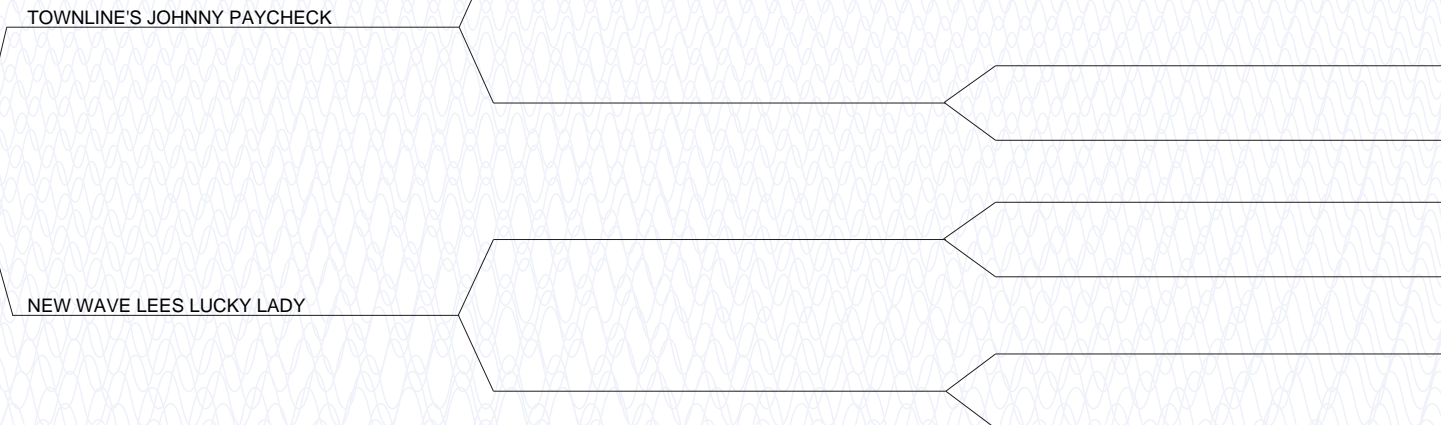 TOWNLINE'S JOHNNY PAYCHECK
NEW WAVE LEES LUCKY LADY